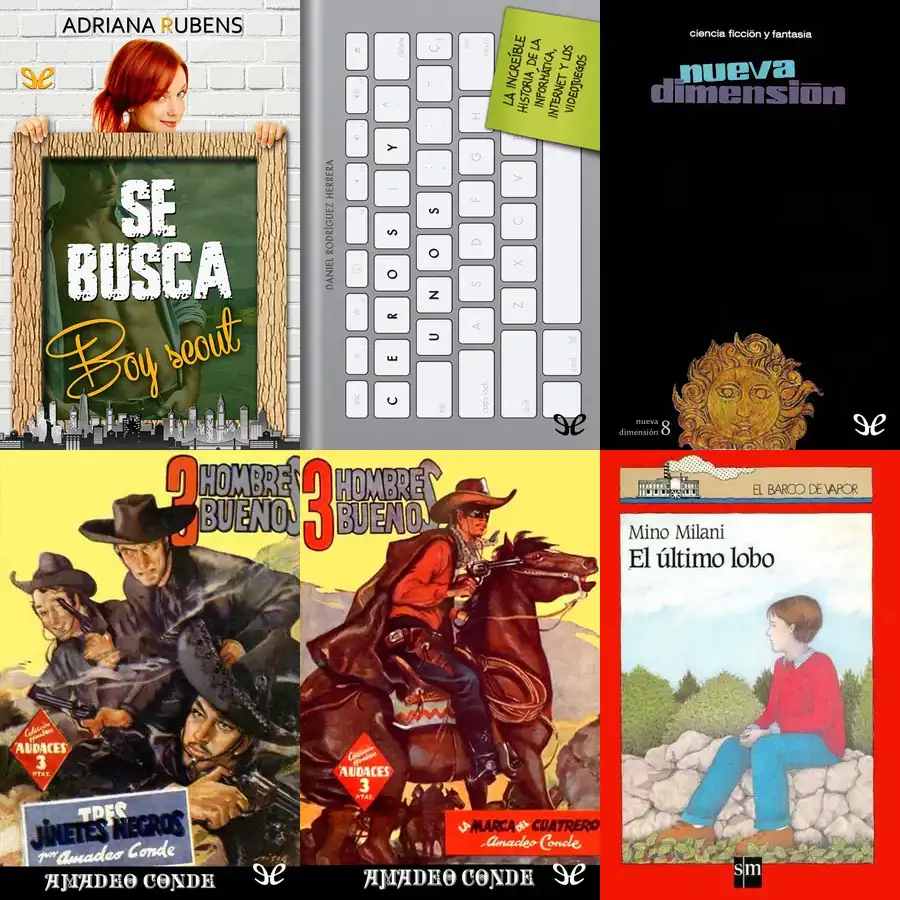 ADRIANA RUBENS
SE
BUSCA
Boy scout
DANIEL RODRÍGUEZ HERRERA
LA INCREÍBLE
HISTORIA DE LA
INFORMÁTICA,
INTERNET Y LOS
VIDEOJUEGOS
CEROS Y
UNOS
ciencia ficción y fantasía
nueva
dimensión
nueva
dimensión 8
3 HOMBRES
BUENOS
Colección
Hombres
AUDACES
3
PTAS.
TRES
JINETES NEGROS
por Amadeo Conde
AMADEO CONDE
3 HOMBRES
BUENOS
Colección
Hombres
AUDACES
3
PTAS.
LA MARCA DEL CUATRERO
Amadeo Conde
AMADEO CONDE
EL BARCO DE VAPOR
Mino Milani
El último lobo
sm